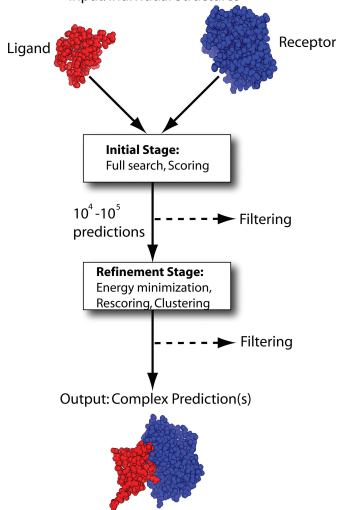 Ligand
Receptor
Initial Stage:
Full search, Scoring
10⁴-10⁵
predictions
Filtering
Refinement Stage:
Energy minimization,
Rescoring, Clustering
Filtering
Output: Complex Prediction(s)